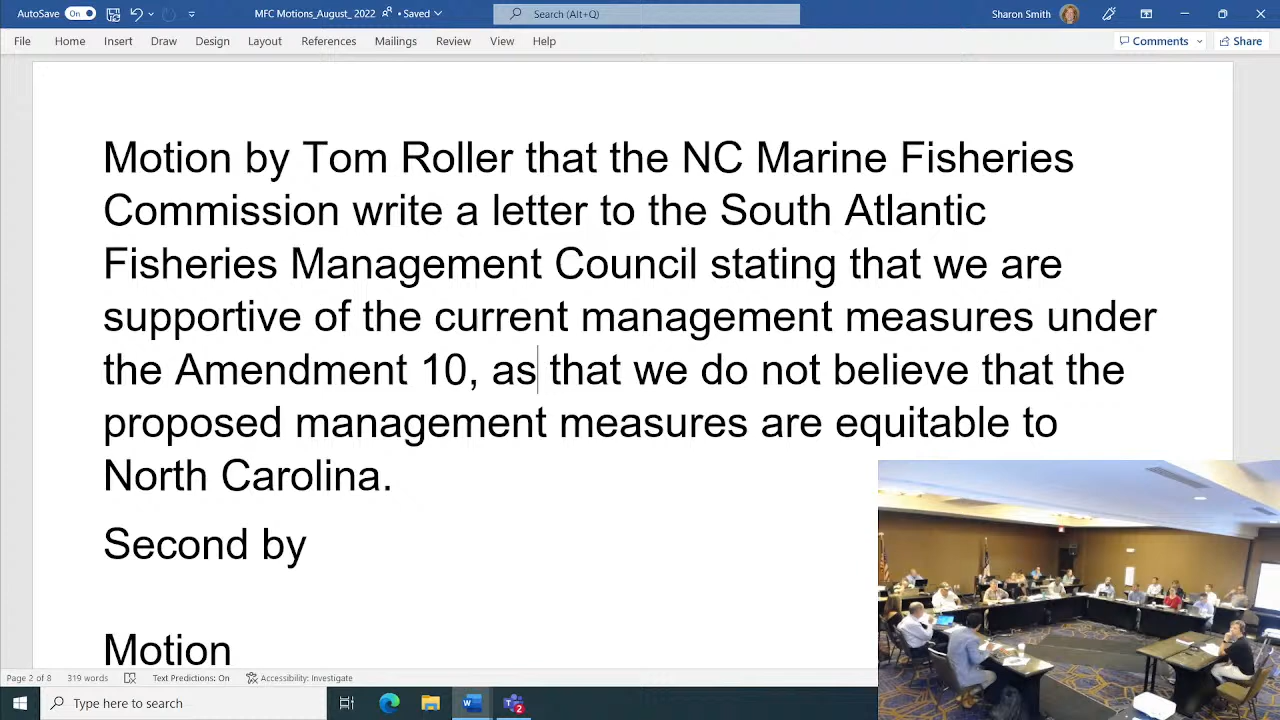 AutoSave On MFC Motions_August_ 2022 • Saved Search (Alt+Q) Sharon Smith
File Home Insert Draw Design Layout References Mailings Review View Help Comments Share
Motion by Tom Roller that the NC Marine Fisheries
Commission write a letter to the South Atlantic
Fisheries Management Council stating that we are
supportive of the current management measures under
the Amendment 10, as that we do not believe that the
proposed management measures are equitable to
North Carolina.
Second by
Motion
Page 2 of 8 319 words Text Predictions: On Accessibility: Investigate
Type here to search W 2